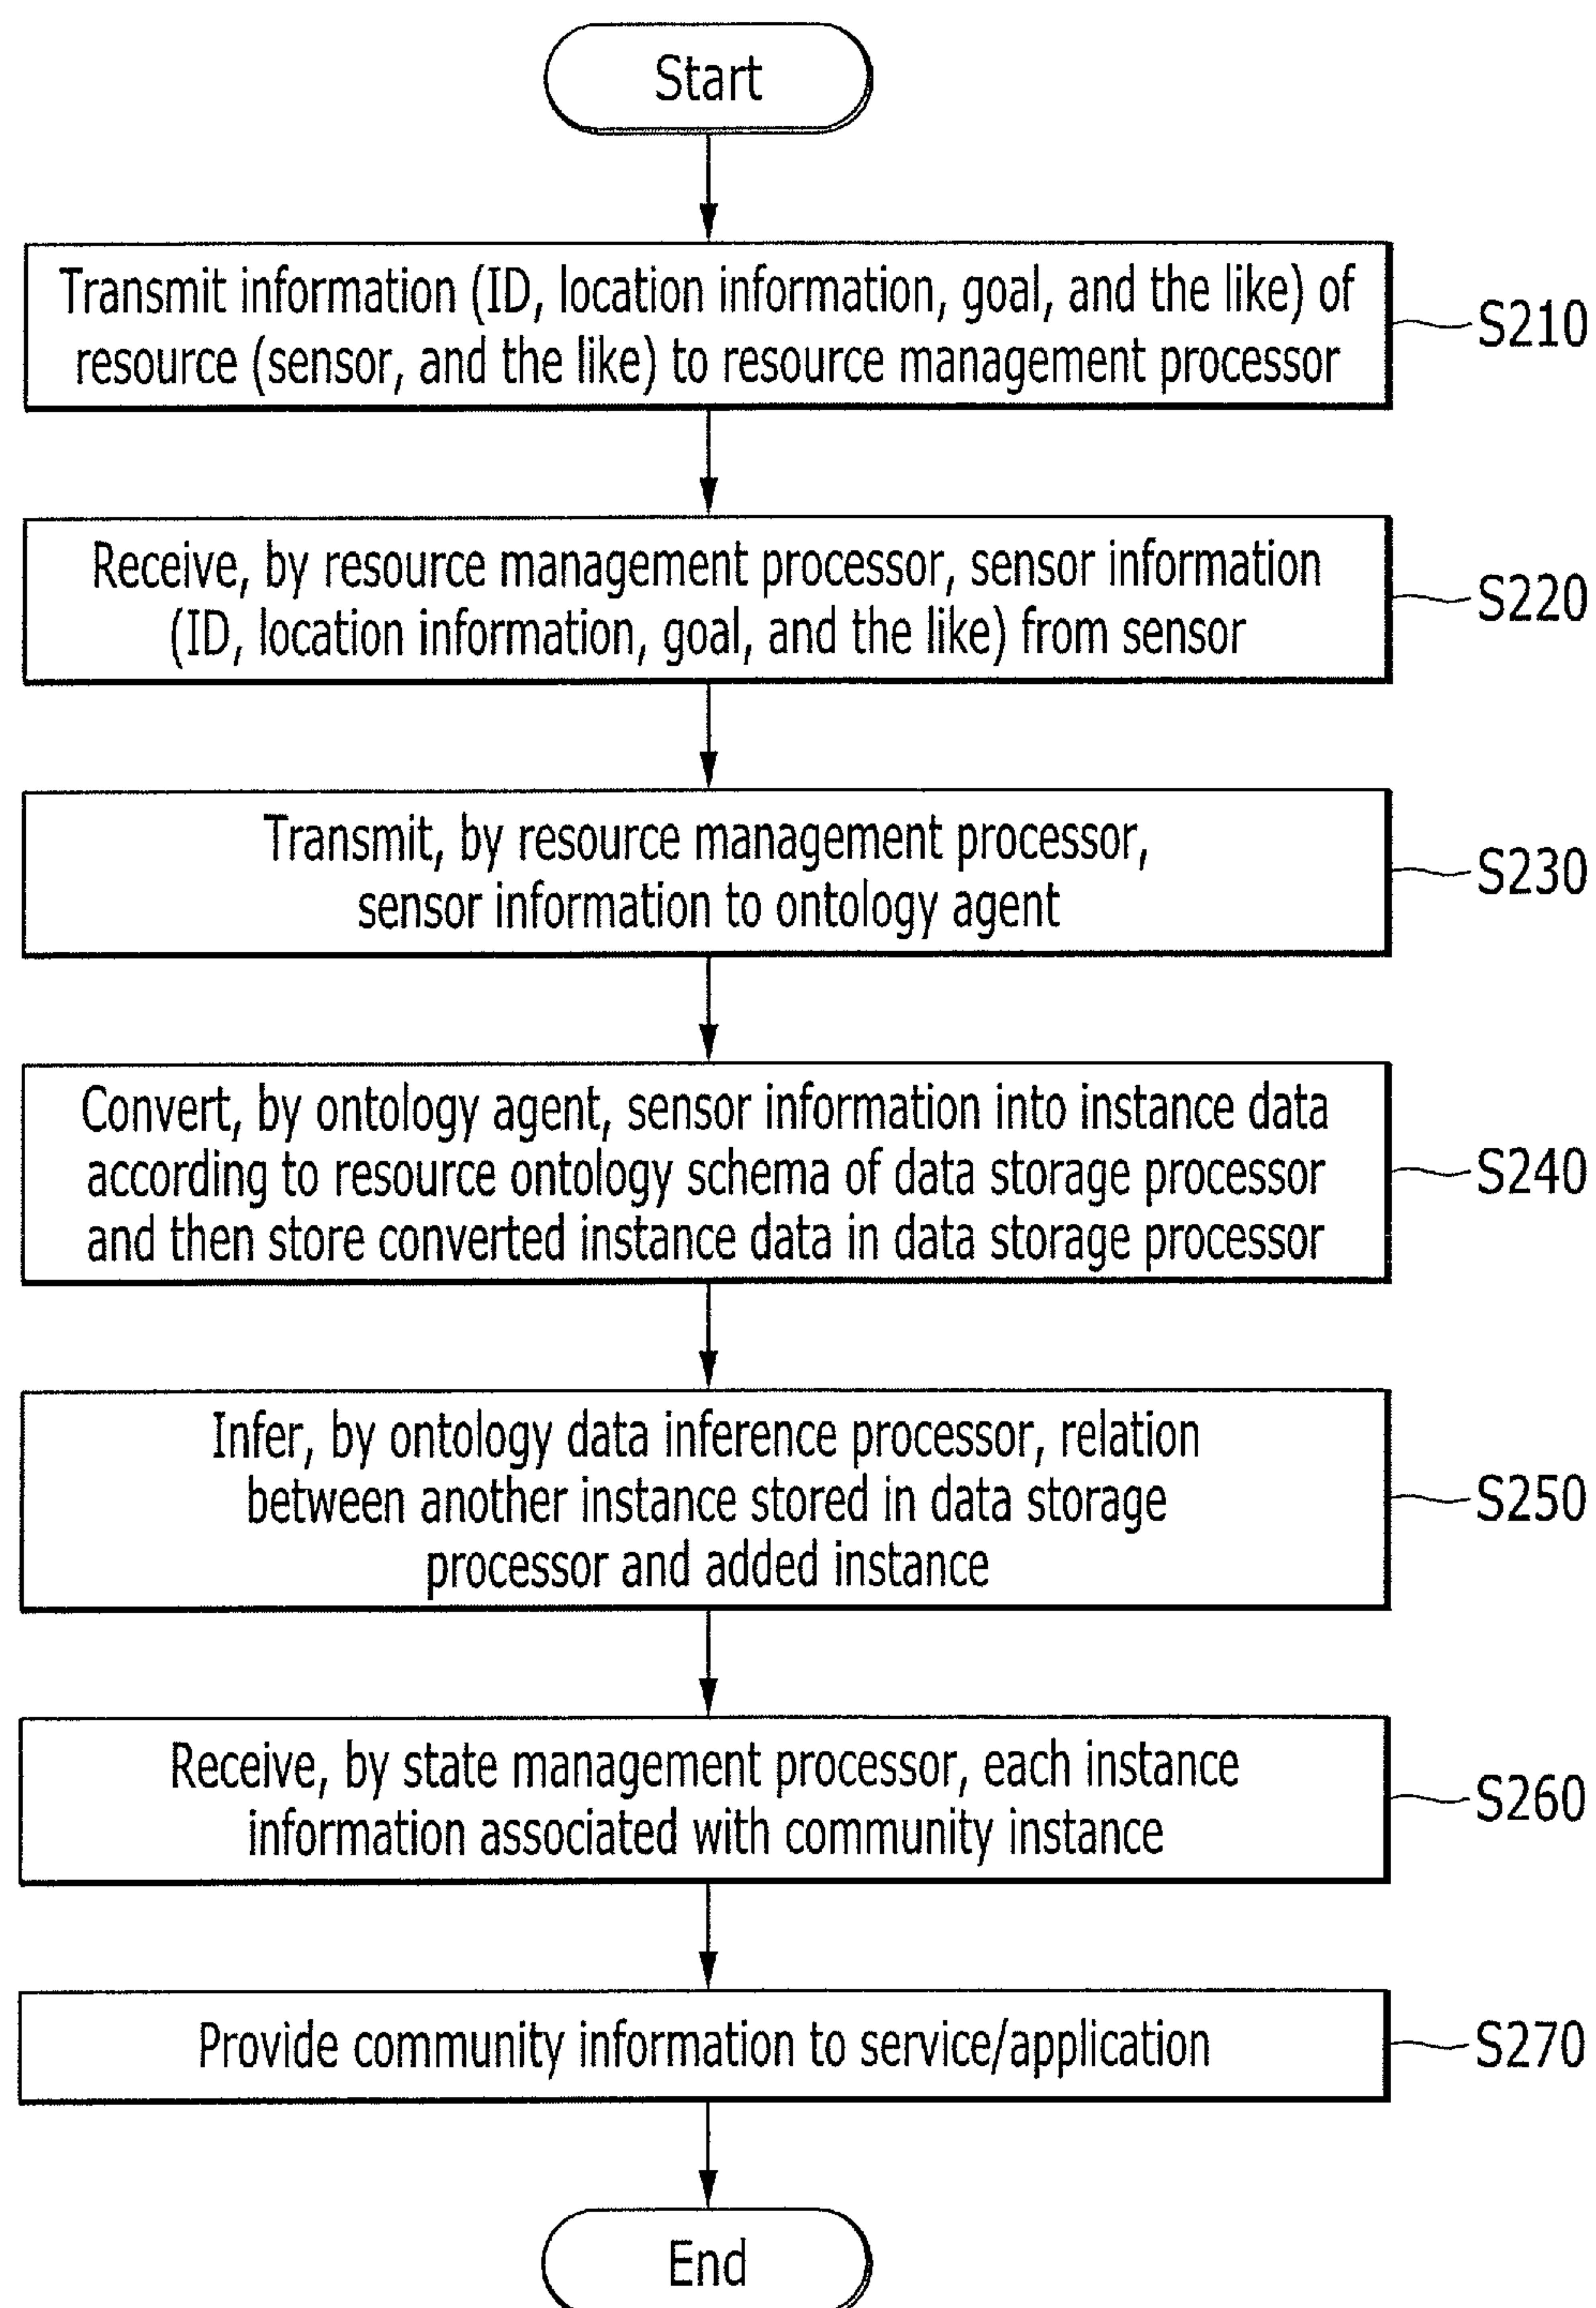 Start
Transmit information (ID, location information, goal, and the like) of
resource (sensor, and the like) to resource management processor
S210
Receive, by resource management processor, sensor information
(ID, location information, goal, and the like) from sensor
S220
Transmit, by resource management processor,
sensor information to ontology agent
S230
Convert, by ontology agent, sensor information into instance data
according to resource ontology schema of data storage processor
and then store converted instance data in data storage processor
S240
Infer, by ontology data inference processor, relation
between another instance stored in data storage
processor and added instance
S250
Receive, by state management processor, each instance
information associated with community instance
S260
Provide community information to service/application
S270
End